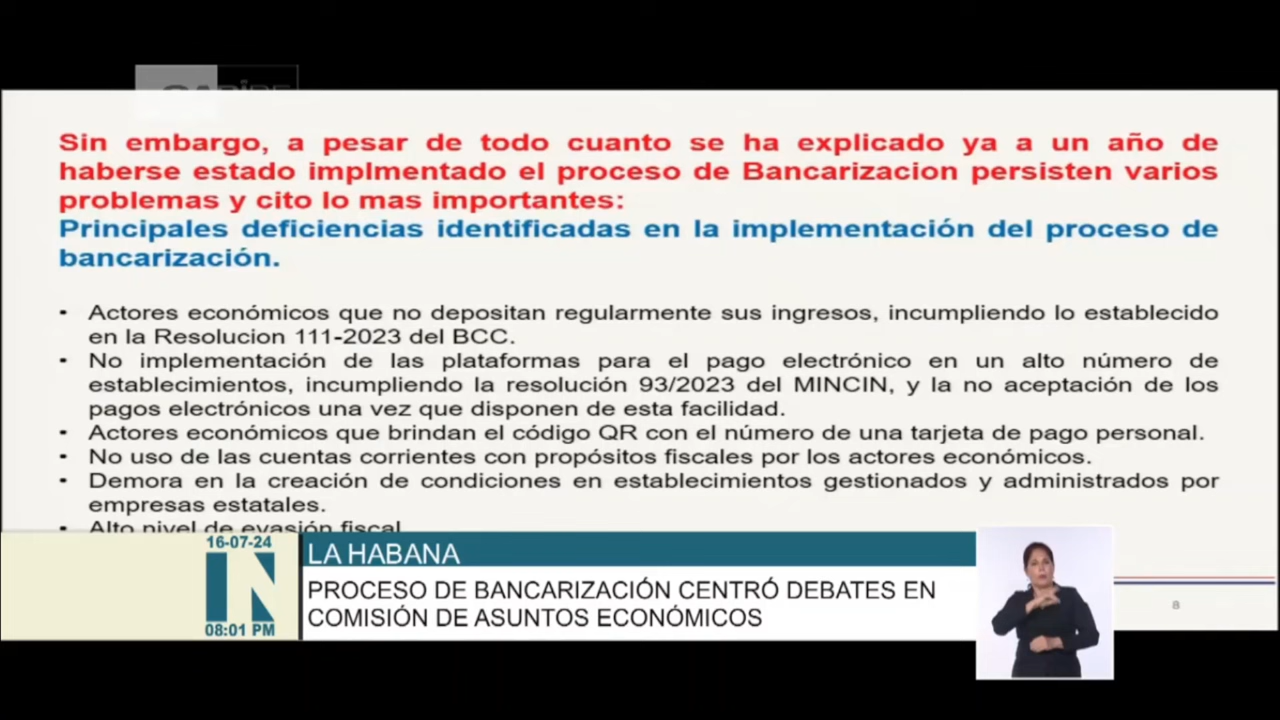 CARIBE
Sin embargo, a pesar de todo cuanto se ha explicado ya a un año de
haberse estado implmentado el proceso de Bancarizacion persisten varios
problemas y cito lo mas importantes:
Principales deficiencias identificadas en la implementación del proceso de
bancarización.
• Actores económicos que no depositan regularmente sus ingresos, incumpliendo lo establecido
en la Resolucion 111-2023 del BCC.
• No implementación de las plataformas para el pago electrónico en un alto número de
establecimientos, incumpliendo la resolución 93/2023 del MINCIN, y la no aceptación de los
pagos electrónicos una vez que disponen de esta facilidad.
• Actores económicos que brindan el código QR con el número de una tarjeta de pago personal.
• No uso de las cuentas corrientes con propósitos fiscales por los actores económicos.
• Demora en la creación de condiciones en establecimientos gestionados y administrados por
empresas estatales.
• Alto nivel de evasión fiscal
16-07-24
IN
08:01 PM
LA HABANA
PROCESO DE BANCARIZACIÓN CENTRÓ DEBATES EN
COMISIÓN DE ASUNTOS ECONÓMICOS
8